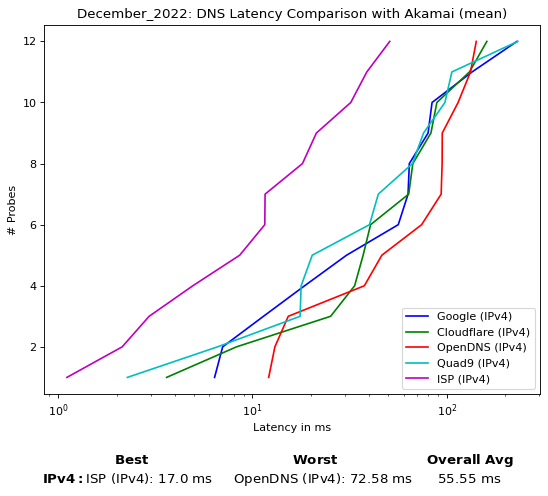 December_2022: DNS Latency Comparison with Akamai (mean)
# Probes
12
10
8
6
4
2
10^0
10^1
10^2
Latency in ms
Google (IPv4)
Cloudflare (IPv4)
OpenDNS (IPv4)
Quad9 (IPv4)
ISP (IPv4)
Best Worst Overall Avg
IPv4: ISP (IPv4): 17.0 ms OpenDNS (IPv4): 72.58 ms 55.55 ms